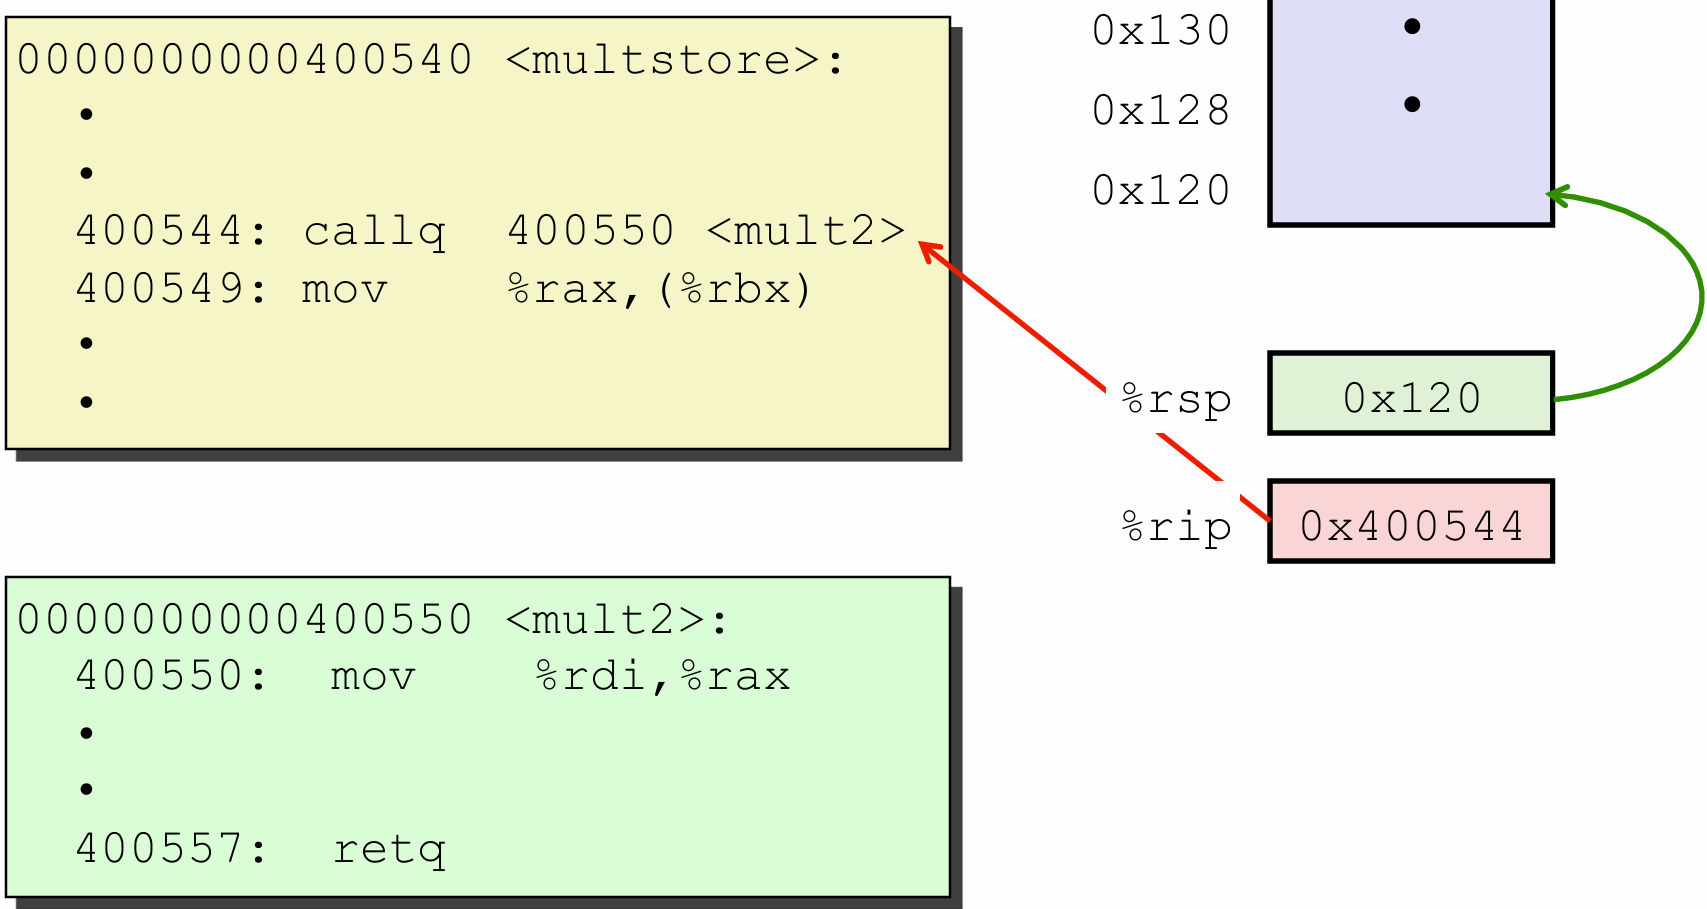 0000000000400540 <multstore>:
•
•
400544: callq  400550 <mult2>
400549: mov    %rax,(%rbx)
•
•
0000000000400550 <mult2>:
400550:  mov    %rdi,%rax
•
•
400557:  retq
0x130
•
0x128
•
0x120
%rsp
0x120
%rip
0x400544